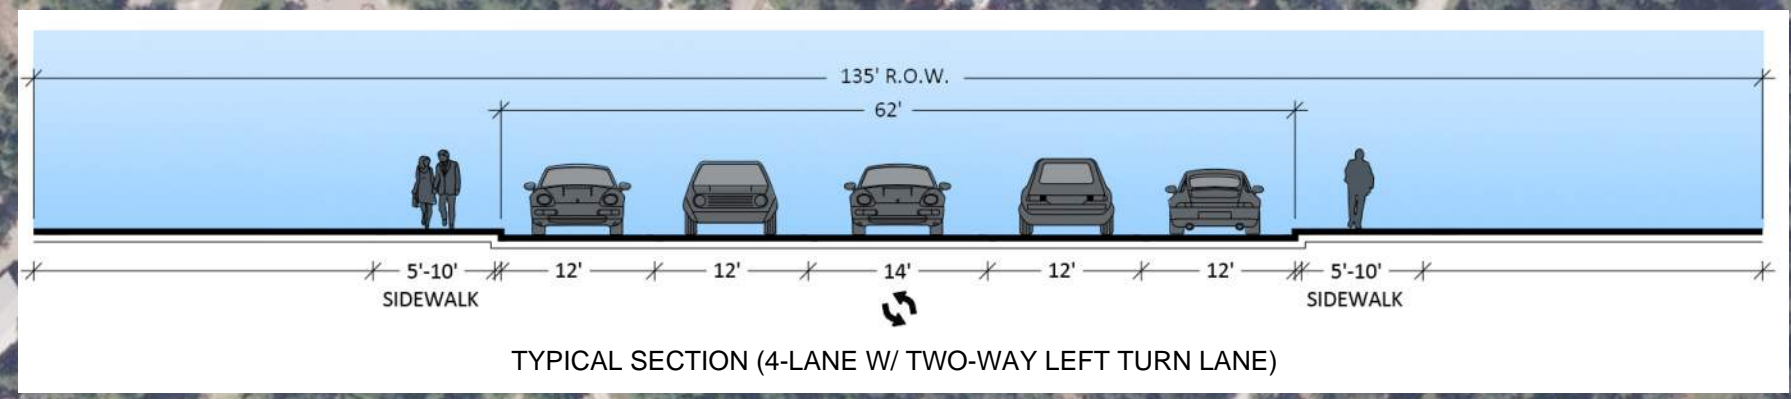 135' R.O.W.
62'
5'-10' 12' 12' 14' 12' 12' 5'-10'
SIDEWALK SIDEWALK
TYPICAL SECTION (4-LANE W/ TWO-WAY LEFT TURN LANE)